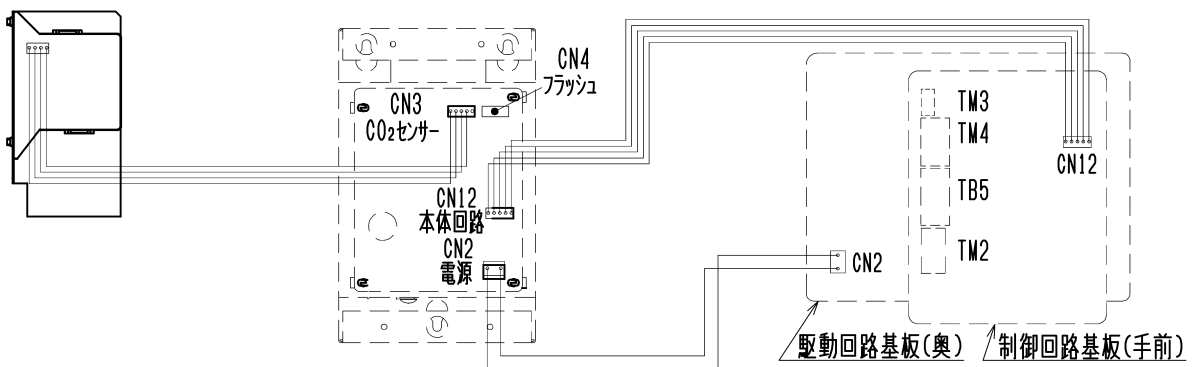 CN4
フラッシュ
CN3
CO₂センサー
CN12
本体回路
CN2
電源
TM3
TM4
CN12
TB5
TM2
CN2
駆動回路基板(奥)
制御回路基板(手前)